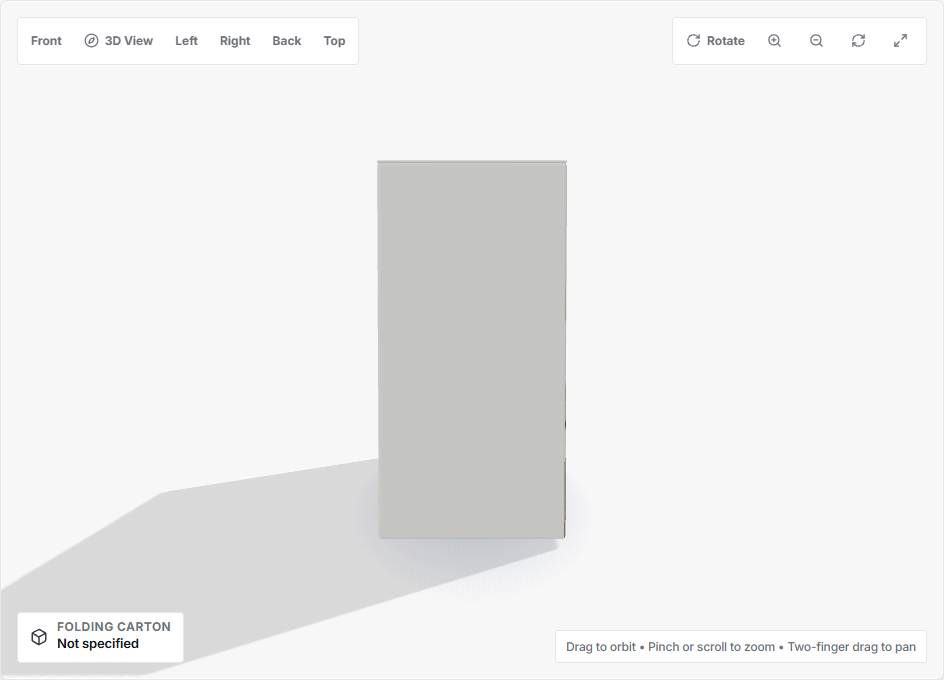 Front
3D View
Left
Right
Back
Top
Rotate
FOLDING CARTON
Not specified
Drag to orbit • Pinch or scroll to zoom • Two-finger drag to pan